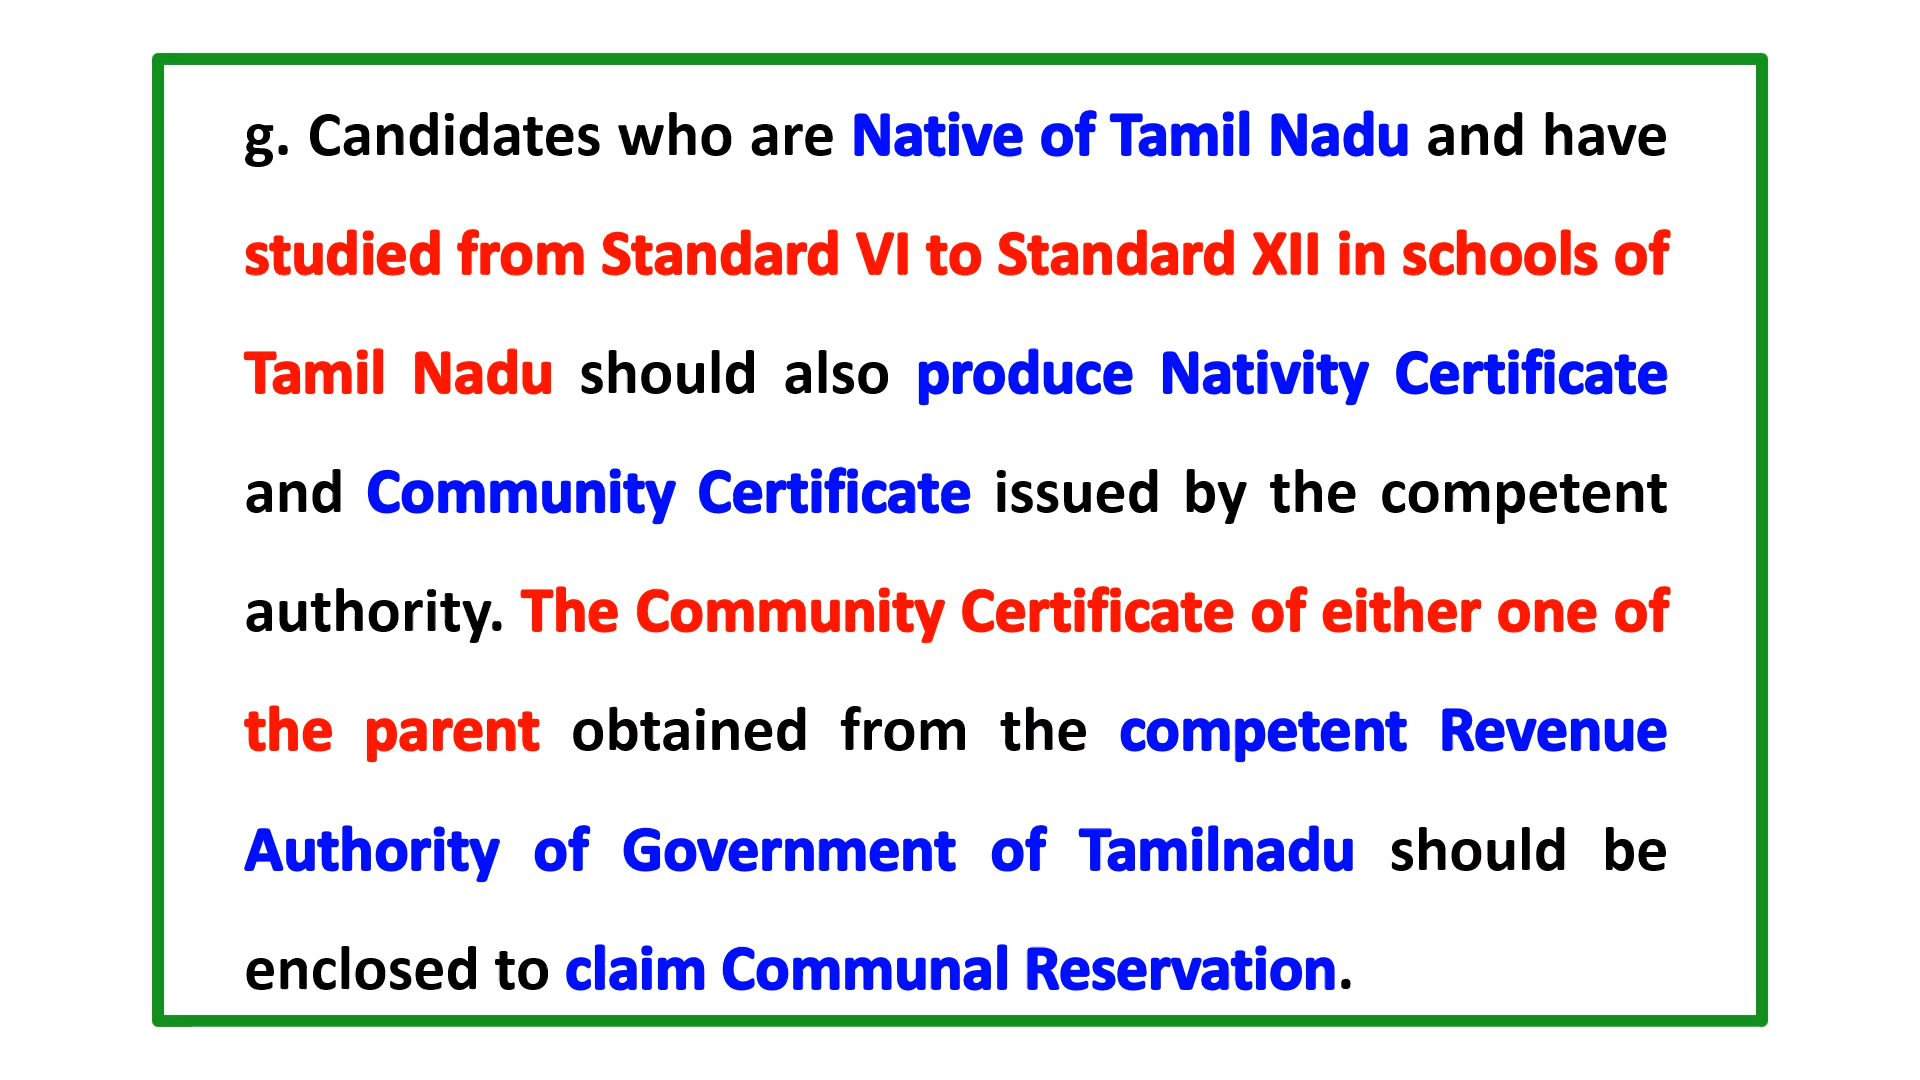 g. Candidates who are Native of Tamil Nadu and have
studied from Standard VI to Standard XII in schools of
Tamil Nadu should also produce Nativity Certificate
and Community Certificate issued by the competent
authority. The Community Certificate of either one of
the parent obtained from the competent Revenue
Authority of Government of Tamilnadu should be
enclosed to claim Communal Reservation.